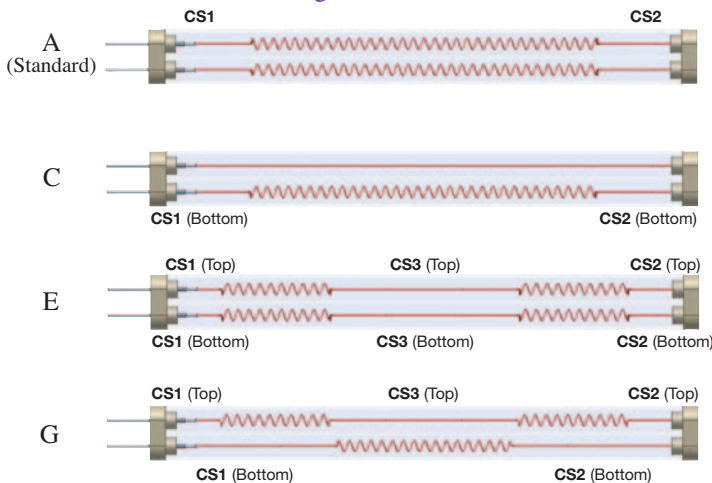 CS1 CS2
A
(Standard)
C
CS1 (Bottom) CS2 (Bottom)
CS1 (Top) CS3 (Top) CS2 (Top)
E
CS1 (Bottom) CS3 (Bottom) CS2 (Bottom)
CS1 (Top) CS3 (Top) CS2 (Top)
G
CS1 (Bottom) CS2 (Bottom)